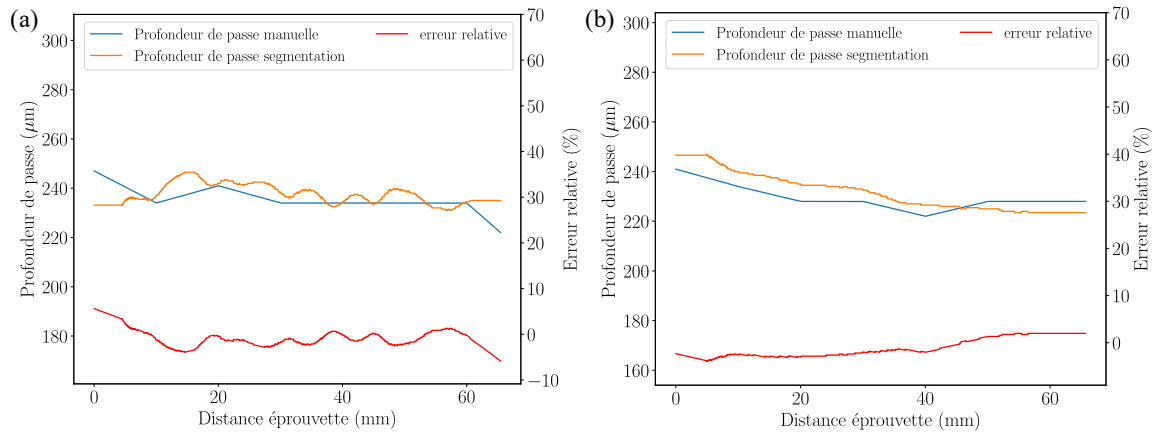 (a)
Profondeur de passe manuelle
erreur relative
Profondeur de passe segmentation
300
280
260
240
220
200
180
Profondeur de passe (μm)
70
60
50
40
30
20
10
0
−10
Erreur relative (%)
0
20
40
60
Distance éprouvette (mm)
(b)
Profondeur de passe manuelle
erreur relative
Profondeur de passe segmentation
300
280
260
240
220
200
180
160
Profondeur de passe (μm)
70
60
50
40
30
20
10
0
Erreur relative (%)
0
20
40
60
Distance éprouvette (mm)